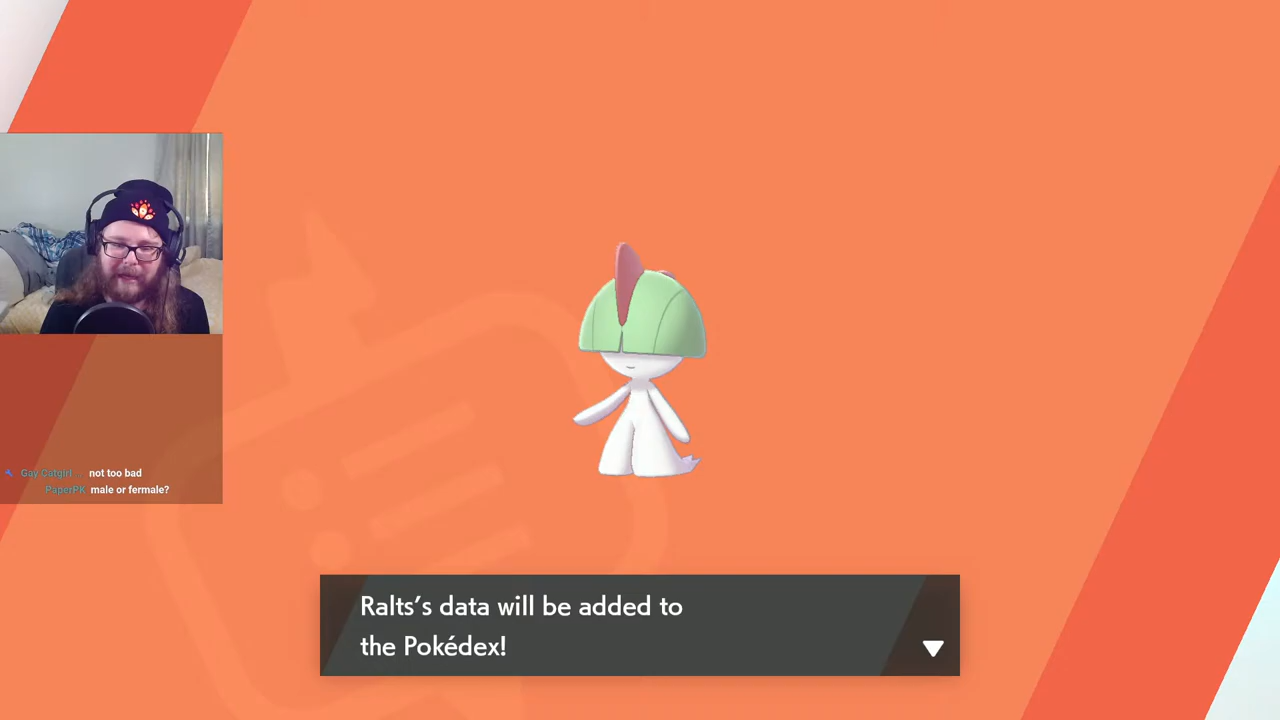 Gay Catgirl... not too bad
PaperPK male or fermale?
Ralts's data will be added to
the Pokédex!